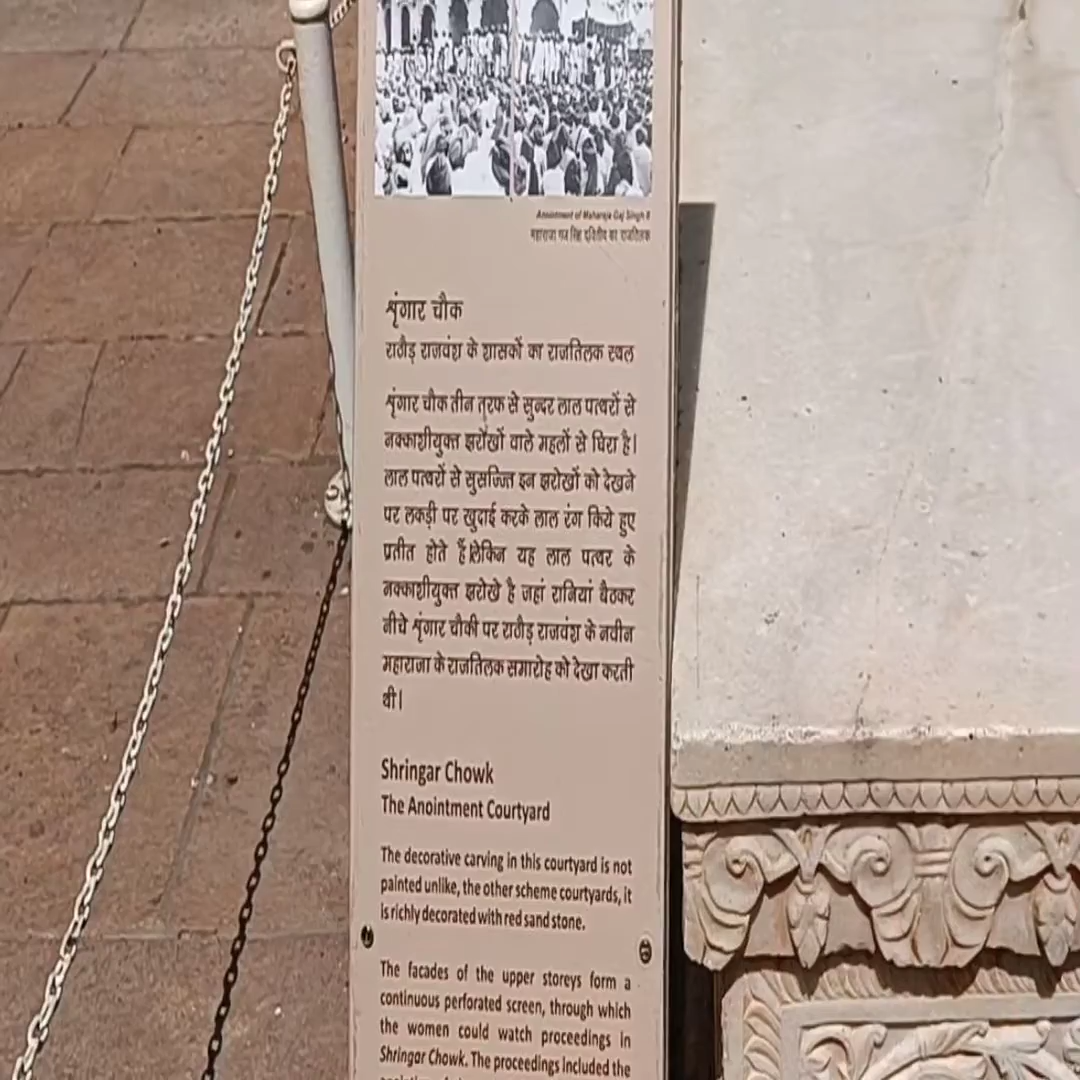 Anointment of Maharaja Gaj Singh II
महाराजा गज सिंह द्वितीय का राजतिलक
शृंगार चौक
राठौड़ राजवंश के शासकों का राजतिलक स्थल
शृंगार चौक तीन तरफ से सुन्दर लाल पत्थरों से
नक्काशीयुक्त झरोखों वाले महलों से घिरा है।
लाल पत्थरों से सुसज्जित इन झरोखों को देखने
पर लकड़ी पर खुदाई करके लाल रंग किये हुए
प्रतीत होते हैं।लेकिन यह लाल पत्थर के
नक्काशीयुक्त झरोखे है जहां रानियां बैठकर
नीचे शृंगार चौकी पर राठौड़ राजवंश के नवीन
महाराजा के राजतिलक समारोह को देखा करती
थी।
Shringar Chowk
The Anointment Courtyard
The decorative carving in this courtyard is not
painted unlike, the other scheme courtyards, it
is richly decorated with red sand stone.
The facades of the upper storeys form a
continuous perforated screen, through which
the women could watch proceedings in
Shringar Chowk. The proceedings included the